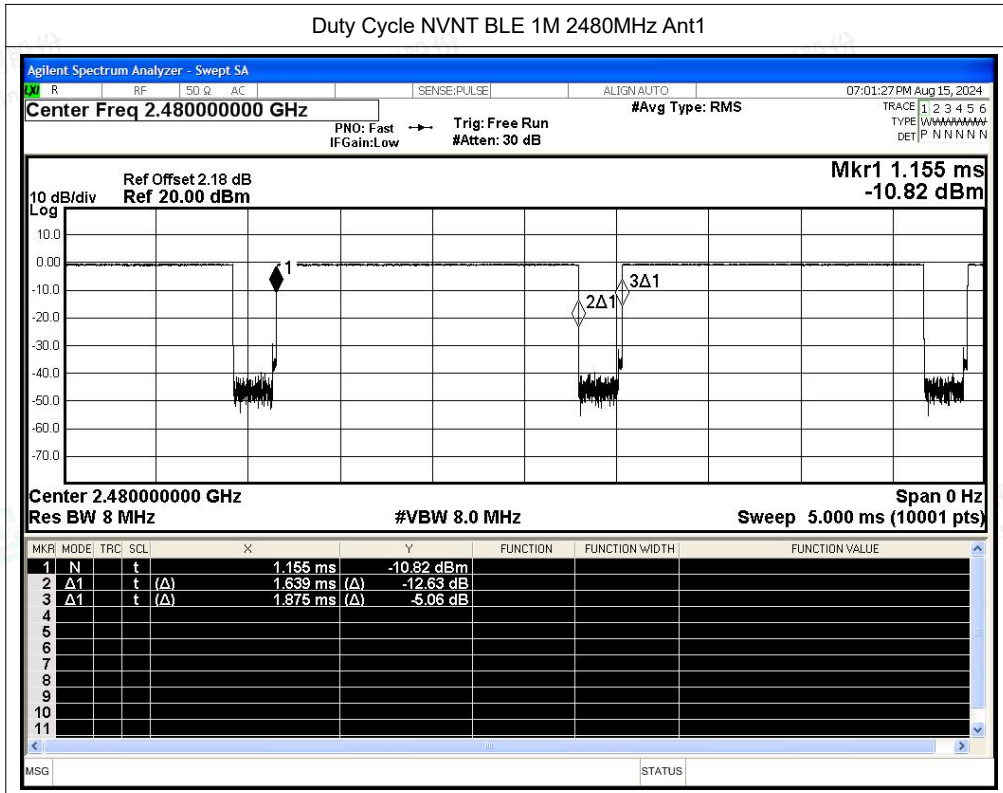 Duty Cycle NVNT BLE 1M 2480MHz Ant1
Agilent Spectrum Analyzer - Swept SA
LXI R RF 50 Ω AC SENSE:PULSE ALIGN AUTO 07:01:27 PM Aug 15, 2024
Center Freq 2.480000000 GHz #Avg Type: RMS TRACE 1 2 3 4 5 6
PNO: Fast Trig: Free Run TYPE
IFGain:Low #Atten: 30 dB DET P N N N N N
Mkr1 1.155 ms
Ref Offset 2.18 dB
10 dB/div Ref 20.00 dBm -10.82 dBm
Log
10.0
0.00
1
-10.0
3Δ1
2Δ1
-20.0
-30.0
-40.0
-50.0
-60.0
-70.0
Center 2.480000000 GHz Span 0 Hz
Res BW 8 MHz #VBW 8.0 MHz Sweep 5.000 ms (10001 pts)
MKR MODE TRC SCL X Y FUNCTION FUNCTION WIDTH FUNCTION VALUE
1 N t 1.155 ms -10.82 dBm
2 Δ1 t (Δ) 1.639 ms (Δ) -12.63 dB
3 Δ1 t (Δ) 1.875 ms (Δ) -5.06 dB
4
5
6
7
8
9
10
11
MSG STATUS